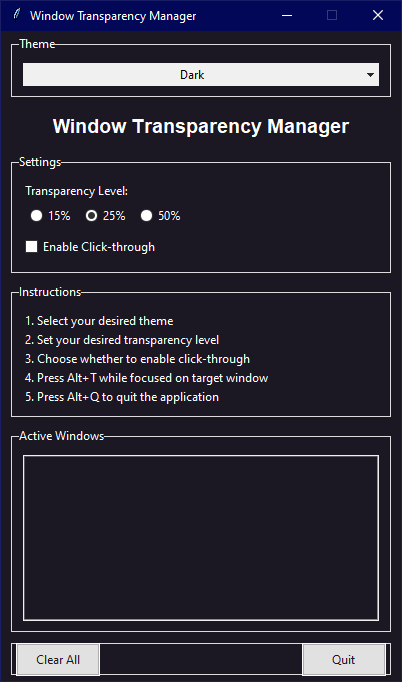 Window Transparency Manager
Theme
Dark
Window Transparency Manager
Settings
Transparency Level:
15% 25% 50%
Enable Click-through
Instructions
1. Select your desired theme
2. Set your desired transparency level
3. Choose whether to enable click-through
4. Press Alt+T while focused on target window
5. Press Alt+Q to quit the application
Active Windows
Clear All Quit